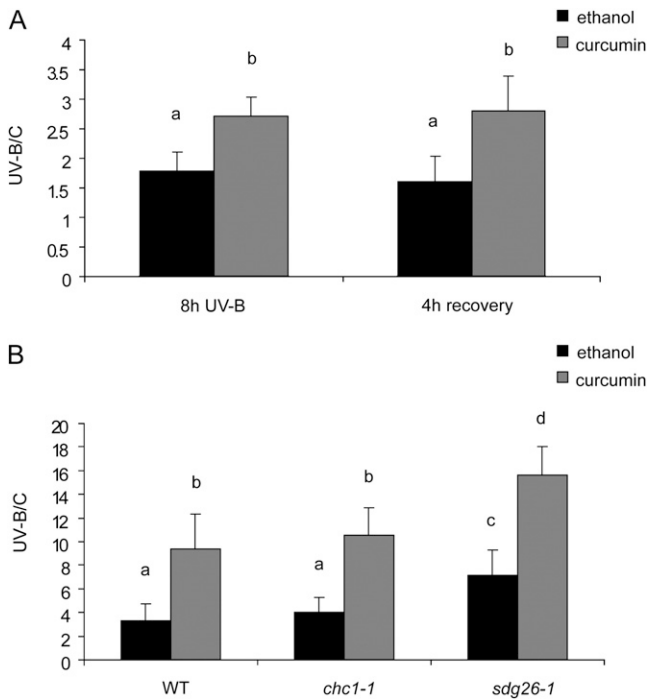 A
ethanol
curcumin
4
3.5
3
2.5
2
1.5
1
0.5
0
UV-B/C
a
b
a
b
8h UV-B
4h recovery
B
ethanol
curcumin
20
18
16
14
12
10
8
6
4
2
0
UV-B/C
a
b
a
b
c
d
WT
chc1-1
sdg26-1